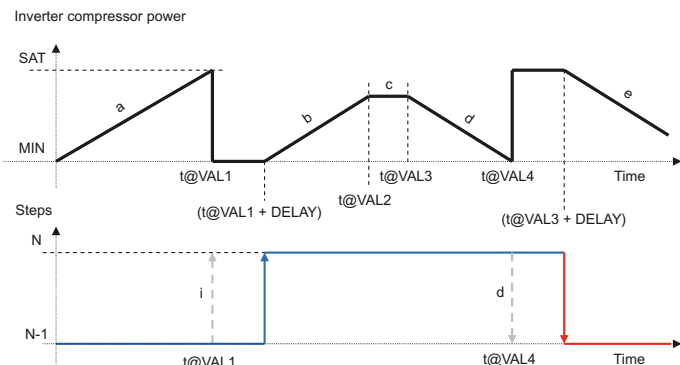 Inverter compressor power
SAT
a
b
c
d
e
MIN
t@VAL1
t@VAL3
t@VAL4
Time
t@VAL2
(t@VAL1 + DELAY)
(t@VAL3 + DELAY)
Steps
N
i
d
N-1
t@VAL1
t@VAL4
Time